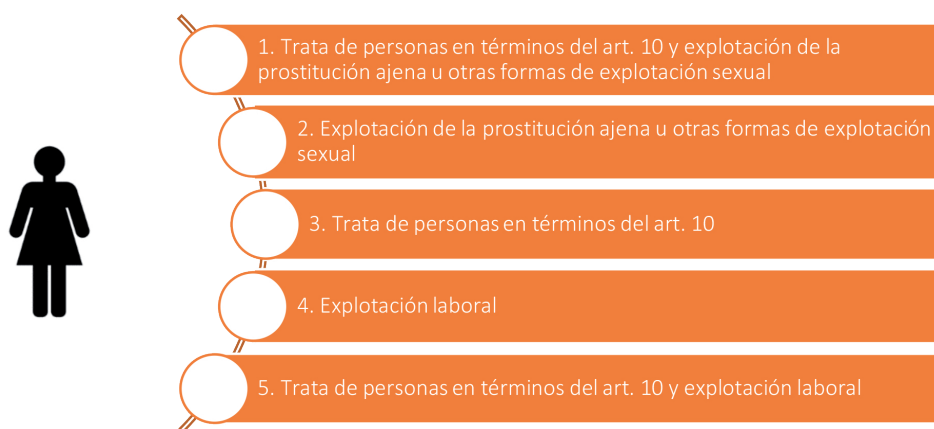 1. Trata de personas en términos del art. 10 y explotación de la
prostitución ajena u otras formas de explotación sexual
2. Explotación de la prostitución ajena u otras formas de explotación
sexual
3. Trata de personas en términos del art. 10
4. Explotación laboral
5. Trata de personas en términos del art. 10 y explotación laboral